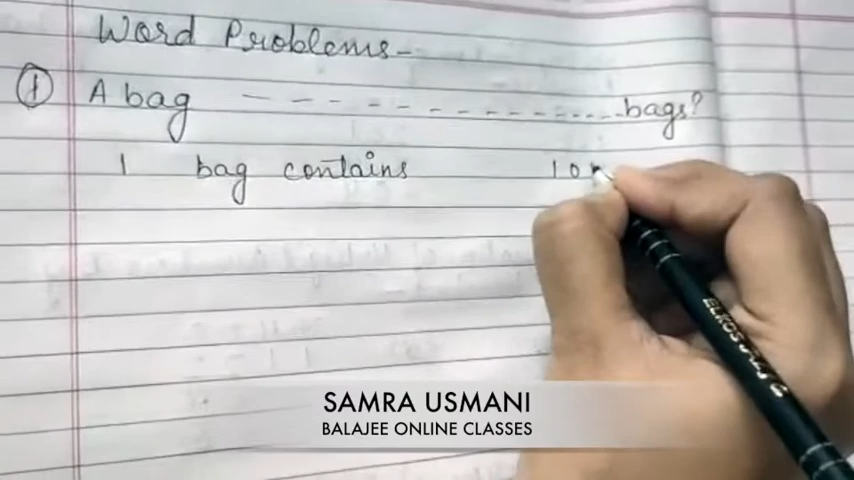 Word Problems-
① A bag - - - - - - - - - - - - - - - bags?
1 bag contains 10
SAMRA USMANI
BALAJEE ONLINE CLASSES